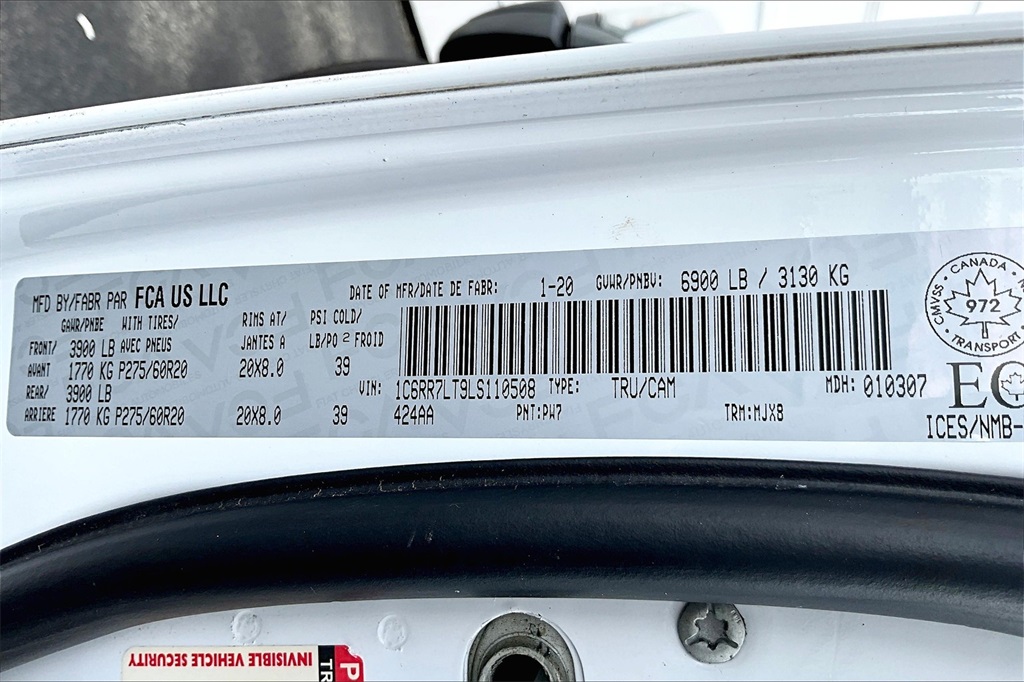 MFD BY/FABR PAR FCA US LLC DATE OF MFR/DATE DE FABR: 1-20 GVWR/PNBV: 6900 LB / 3130 KG
GAWR/PNBE WITH TIRES/ RIMS AT/ PSI COLD/
FRONT/ 3900 LB AVEC PNEUS JANTES A LB/PO 2 FROID
AVANT 1770 KG P275/60R20 20X8.0 39
REAR/ 3900 LB VIN: 1C6RR7LT9LS110508 TYPE: TRU/CAM MDH: 010307
ARRIERE 1770 KG P275/60R20 20X8.0 39 424AA PNT:PW7 TRM:MJX8
CANADA
CMVSS
972
TRANSPORT
EC
ICES/NMB-
INVISIBLE VEHICLE SECURITY
TR
P